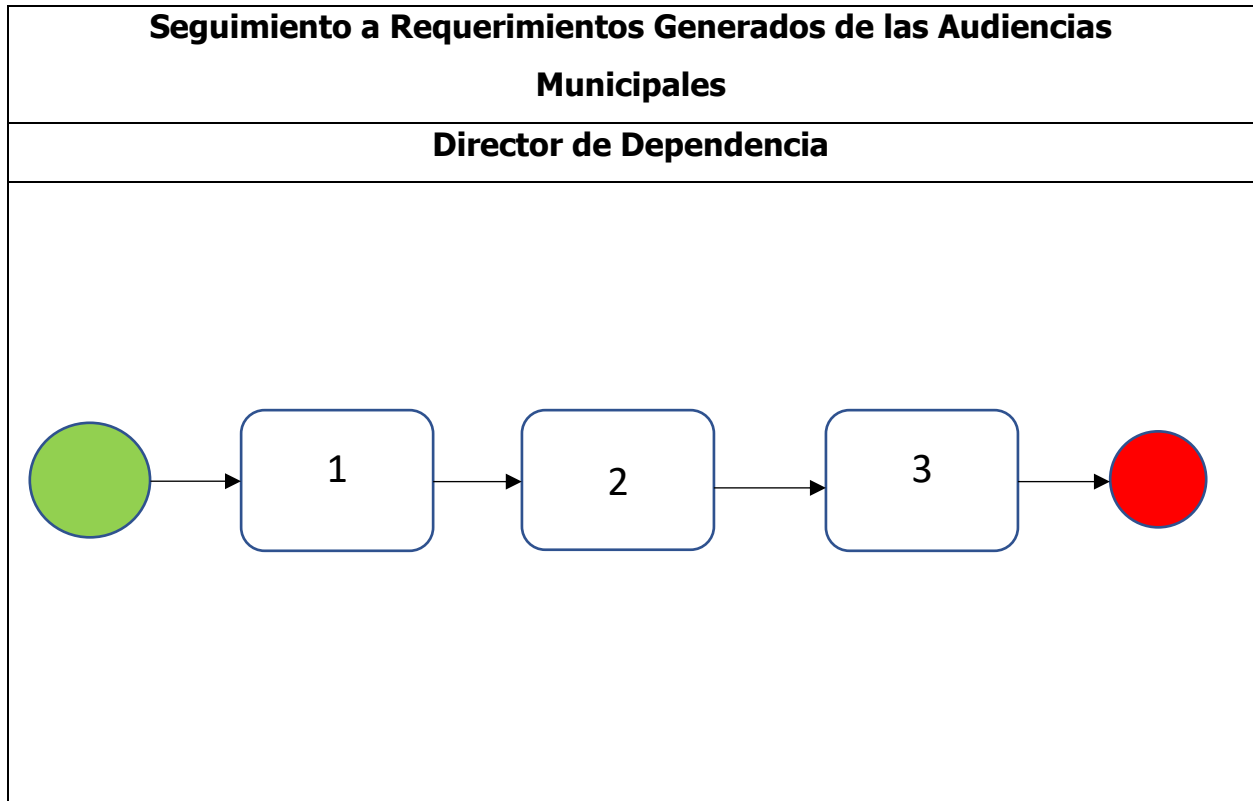 Seguimiento a Requerimientos Generados de las Audiencias
Municipales
Director de Dependencia
1
2
3